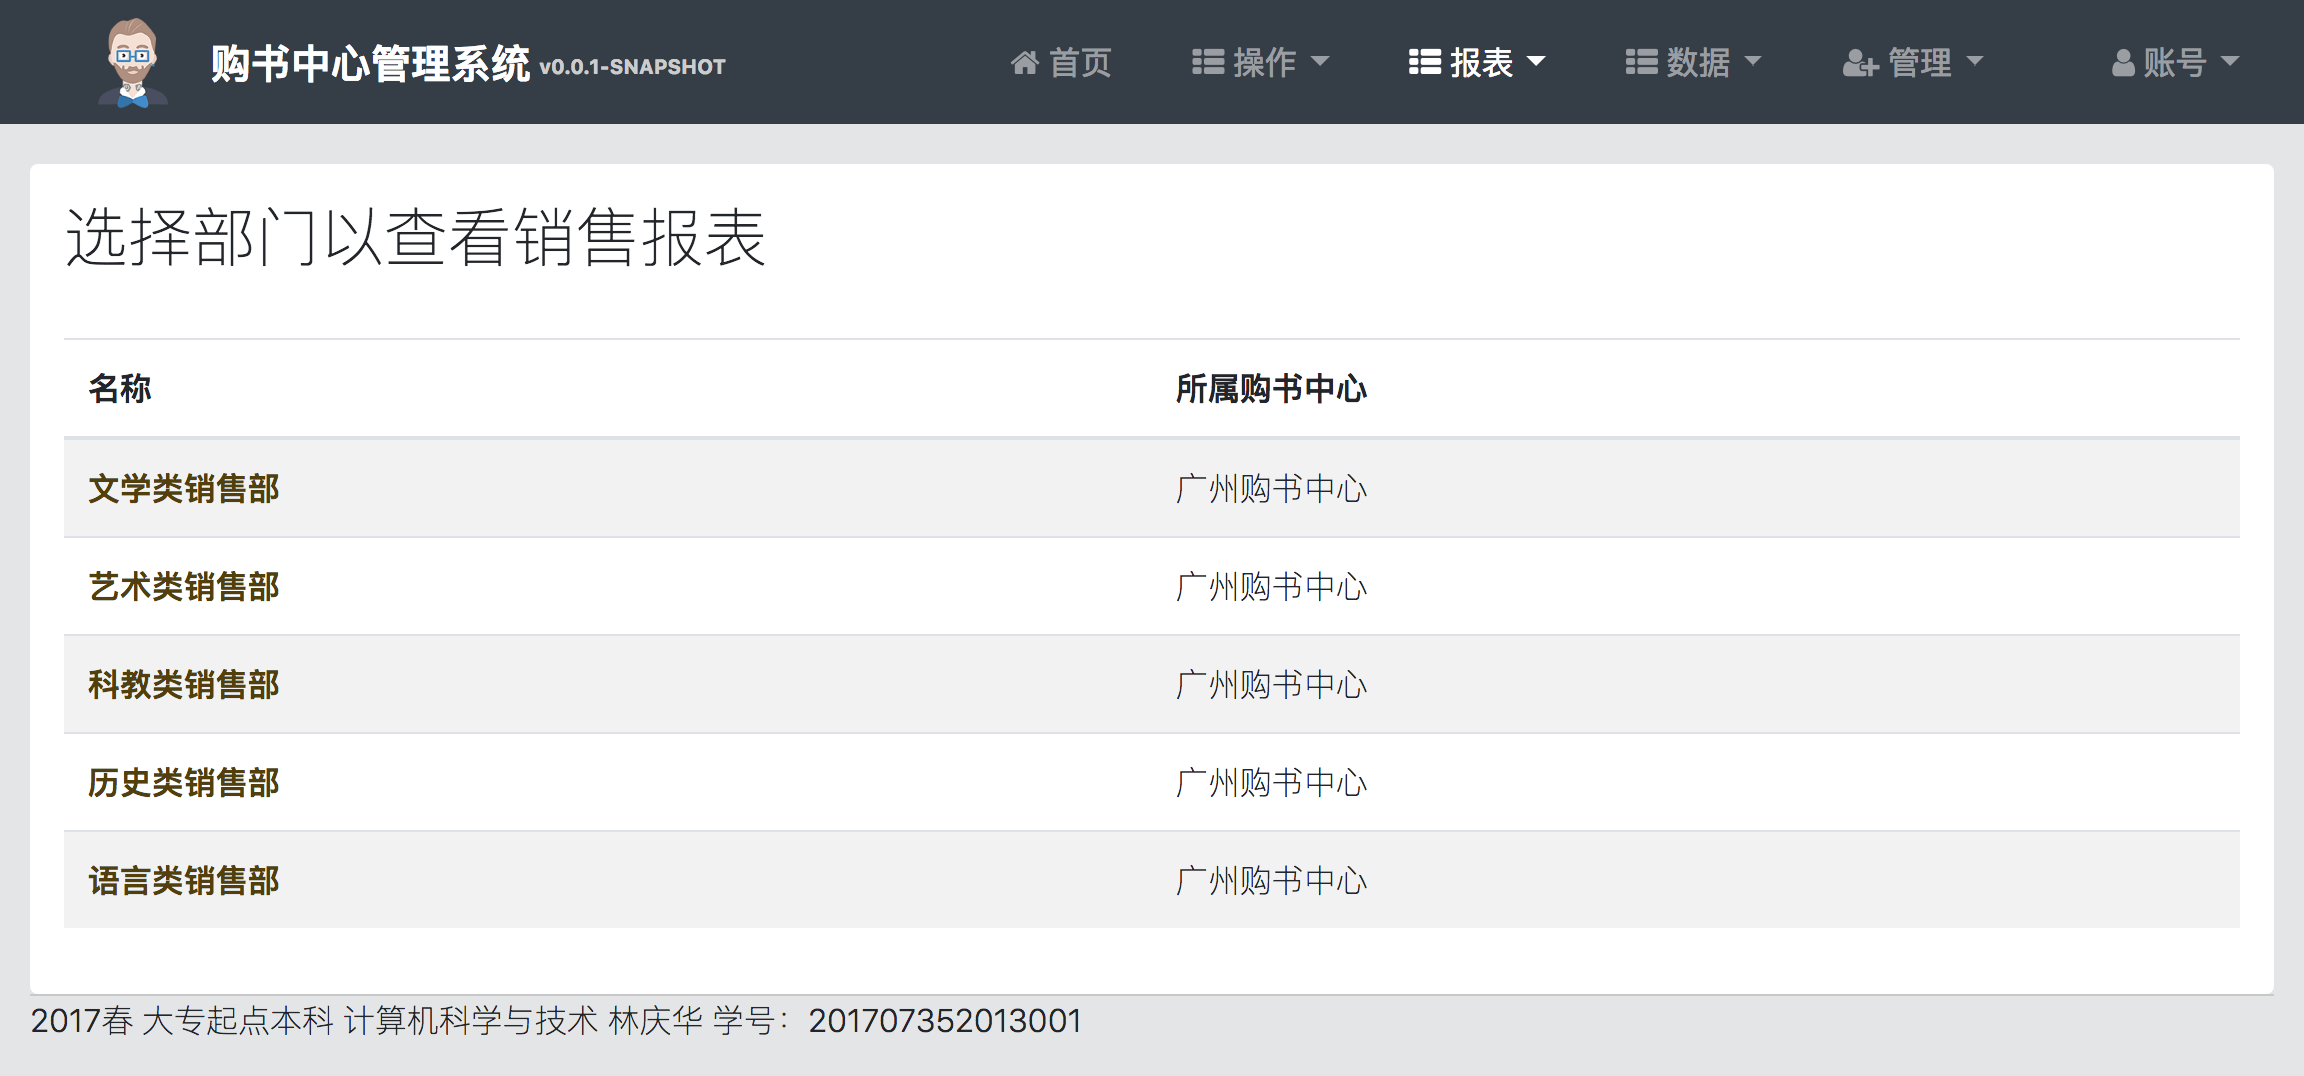 购书中心管理系统 v0.0.1-SNAPSHOT 首页 操作 报表 数据 管理 账号
选择部门以查看销售报表
名称 所属购书中心
文学类销售部 广州购书中心
艺术类销售部 广州购书中心
科教类销售部 广州购书中心
历史类销售部 广州购书中心
语言类销售部 广州购书中心
2017春 大专起点本科 计算机科学与技术 林庆华 学号：201707352013001